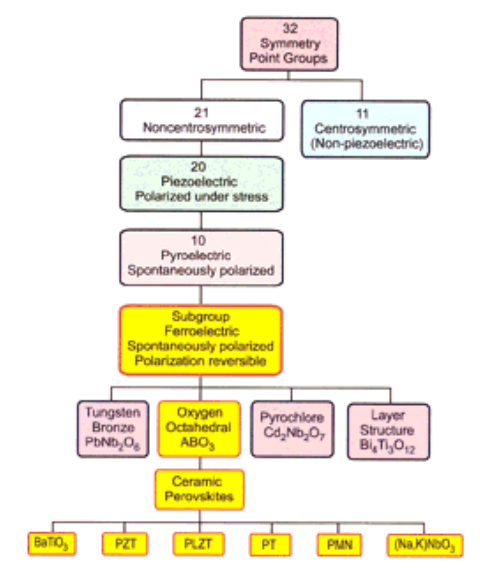 32
Symmetry
Point Groups
21
Noncentrosymmetric
11
Centrosymmetric
(Non-piezoelectric)
20
Piezoelectric
Polarized under stress
10
Pyroelectric
Spontaneously polarized
Subgroup
Ferroelectric
Spontaneously polarized
Polarization reversible
Tungsten
Bronze
PbNb₂O₆
Oxygen
Octahedral
ABO₃
Pyrochlore
Cd₂Nb₂O₇
Layer
Structure
Bi₄Ti₃O₁₂
Ceramic
Perovskites
BaTiO₃
PZT
PLZT
PT
PMN
(Na,K)NbO₃